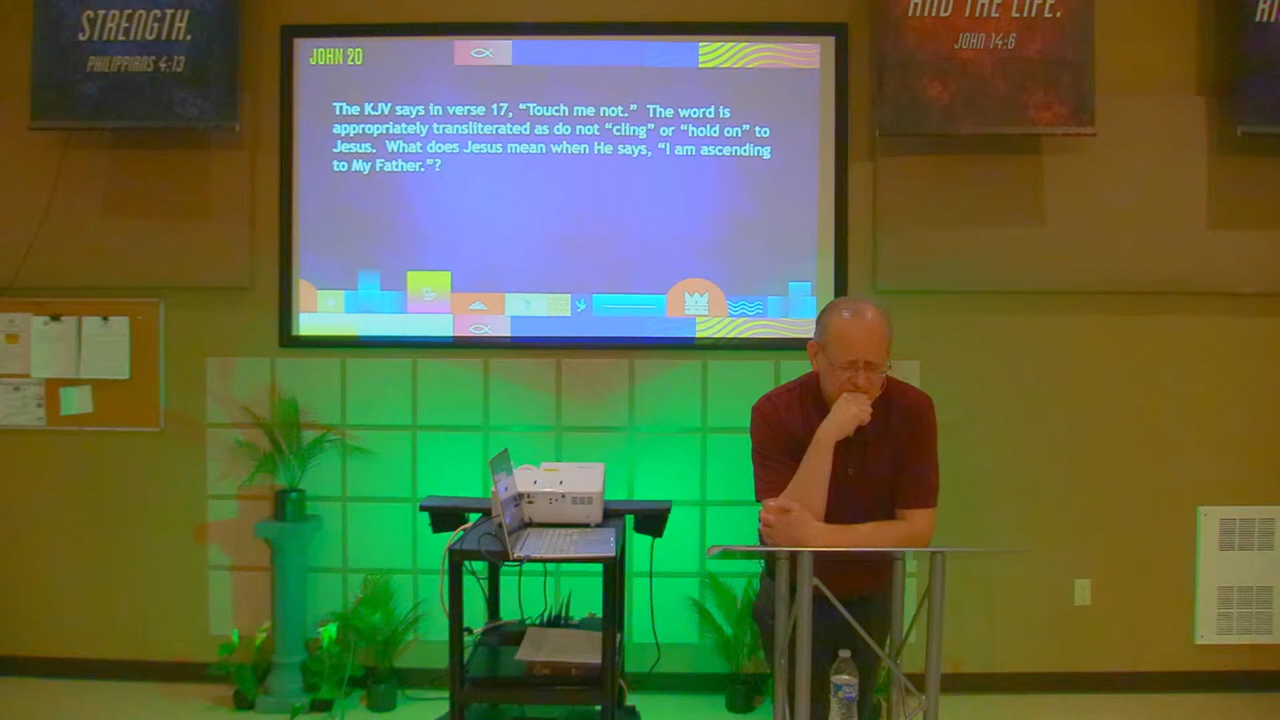 STRENGTH.
PHILIPPIANS 4:13
AND THE LIFE.
JOHN 14:6
JOHN 20
The KJV says in verse 17, “Touch me not.”  The word is
appropriately transliterated as do not “cling” or “hold on” to
Jesus.  What does Jesus mean when He says, “I am ascending
to My Father.”?